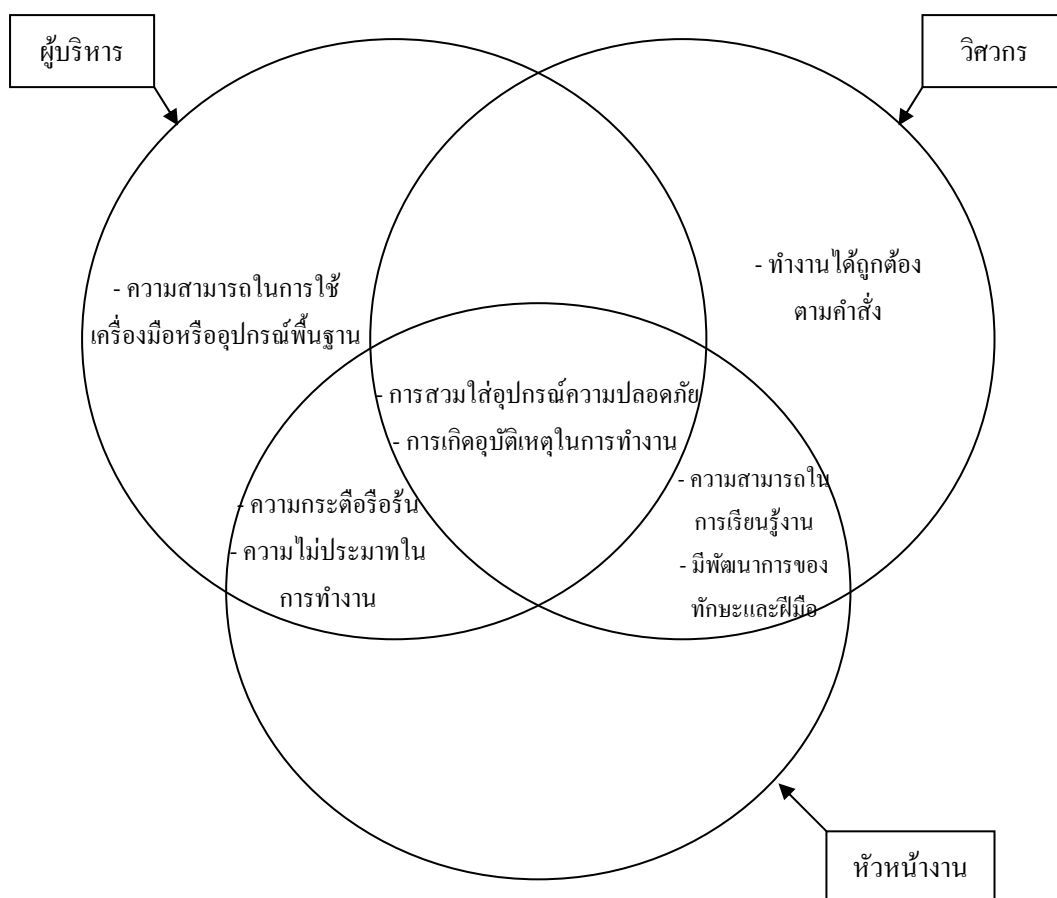 ผู้บริหาร
วิศวกร
- ทำงานได้ถูกต้อง
ตามคำสั่ง
- ความสามารถในการใช้
เครื่องมือหรืออุปกรณ์พื้นฐาน
- การสวมใส่อุปกรณ์ความปลอดภัย
- การเกิดอุบัติเหตุในการทำงาน
- ความกระตือรือร้น
- ความไม่ประมาทใน
การทำงาน
- ความสามารถใน
การเรียนรู้งาน
- มีพัฒนาการของ
ทักษะและฝีมือ
หัวหน้างาน